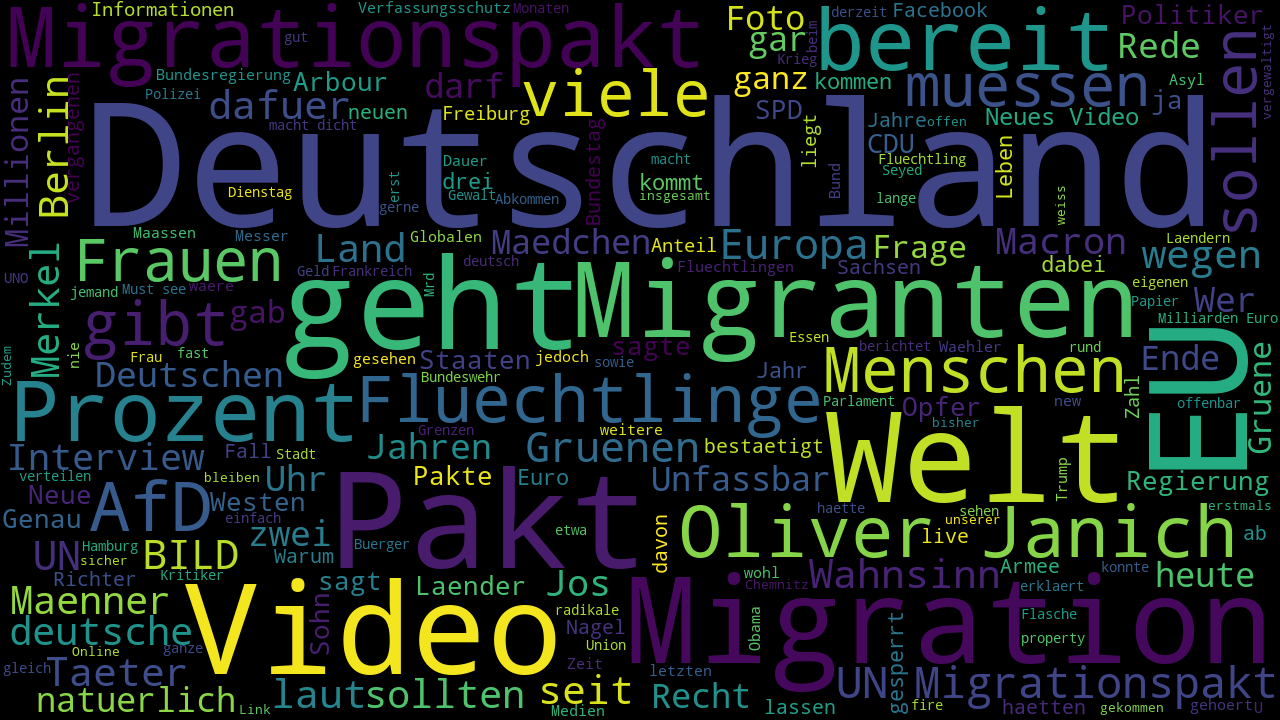 Informationen
Verfassungsschutz
Monaten
Migrationspakt
gut
Foto
gar
derzeit
Facebook
beim
Krieg
bereit
Politiker
Rede
vergewaltigt
Bundesregierung
Polizei
Arbour
darf
viele
ganz
kommen
muessen
Asyl
sollen
Millionen
Berlin
vergangenen
dafuer
neuen
macht dicht
Freiburg
SPD
Jahre
offen
CDU
Neues Video
ja
Deutschland
Dienstag
erst
gerne
Dauer
drei
Gewalt
Abkommen
Bundestag
macht
kommt
insgesamt
liegt
Bund
Fluechtling
Seyed
lange
Leben
weiss
Maassen
Messer
Frauen
Land
Globalen
Maedchen
Anteil
Europa
Frage
Macron
dabei
wegen
Laendern
eigenen
UNO
Merkel
jemand
Must see
waere
Geld
Frankreich
deutsch
Mrd
Fluechtlingen
Sachsen
Papier
Wer
Milliarden Euro
gibt
gab
geht
Migranten
Essen
Zudem
nie
Frau
fast
gesehen
Staaten
jedoch
sowie
sagte
berichtet
Waehler
rund
Ende
EU
Deutschen
Bundeswehr
Jahr
Menschen
Zahl
offenbar
Gruene
Prozent
Fluechtlinge
Parlament
Opfer
new
bisher
Grenzen
weitere
Interview
Fall
Stadt
Jahren
Gruenen
bestaetigt
Welt
Trump
Regierung
verteilen
bleiben
Neue
Uhr
Pakte
Euro
Unfassbar
Genau
AfD
Westen
einfach
Pakt
haette
sehen
unserer
erstmals
zwei
Buerger
etwa
davon
Oliver Janich
live
ab
UN
Hamburg
sicher
BILD
Warum
Richter
Kritiker
sagt
Laender
Jos
wohl
Chemnitz
Wahnsinn
Armee
konnte
erklaert
heute
Maenner
deutsche
Video
Sohn
radikale
Nagel
Union
Obama
Migration
Flasche
property
Online
ganze
gleich
Taeter
Zeit
letzten
natuerlich
Link
laut
sollten
seit
Medien
Recht
lassen
gesperrt
UN Migrationspakt
fire
haetten
gekommen
gehoert
U